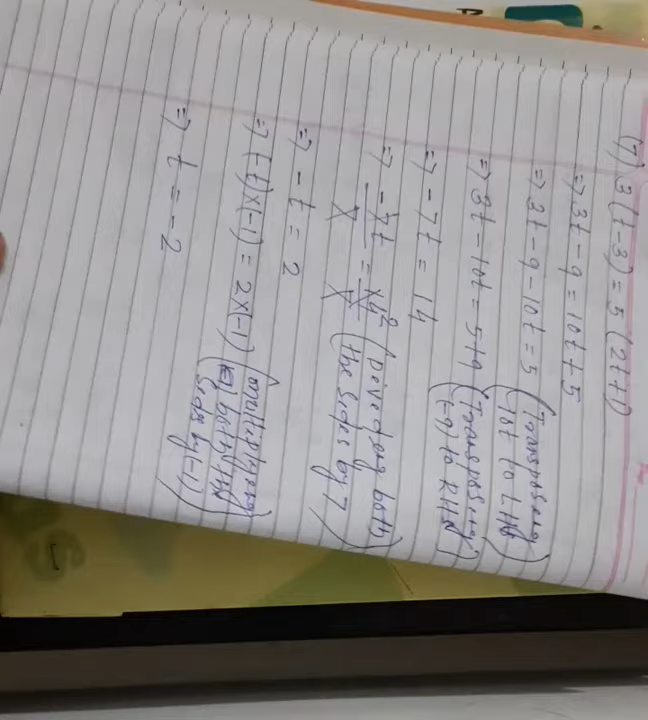 (7) 3(t-3) = 5(2t+1)
=> 3t - 9 = 10t + 5
=> 3t - 9 - 10t = 5 (Transposing 10t to LHS)
=> 3t - 10t = 5 + 9 (Transposing (-9) to RHS)
=> -7t = 14
=> -7t/7 = 14/7 2 (Dividing both the sides by 7)
=> -t = 2
=> (-t)×(-1) = 2×(-1) (multiplying both the sides by (-1))
=> t = -2